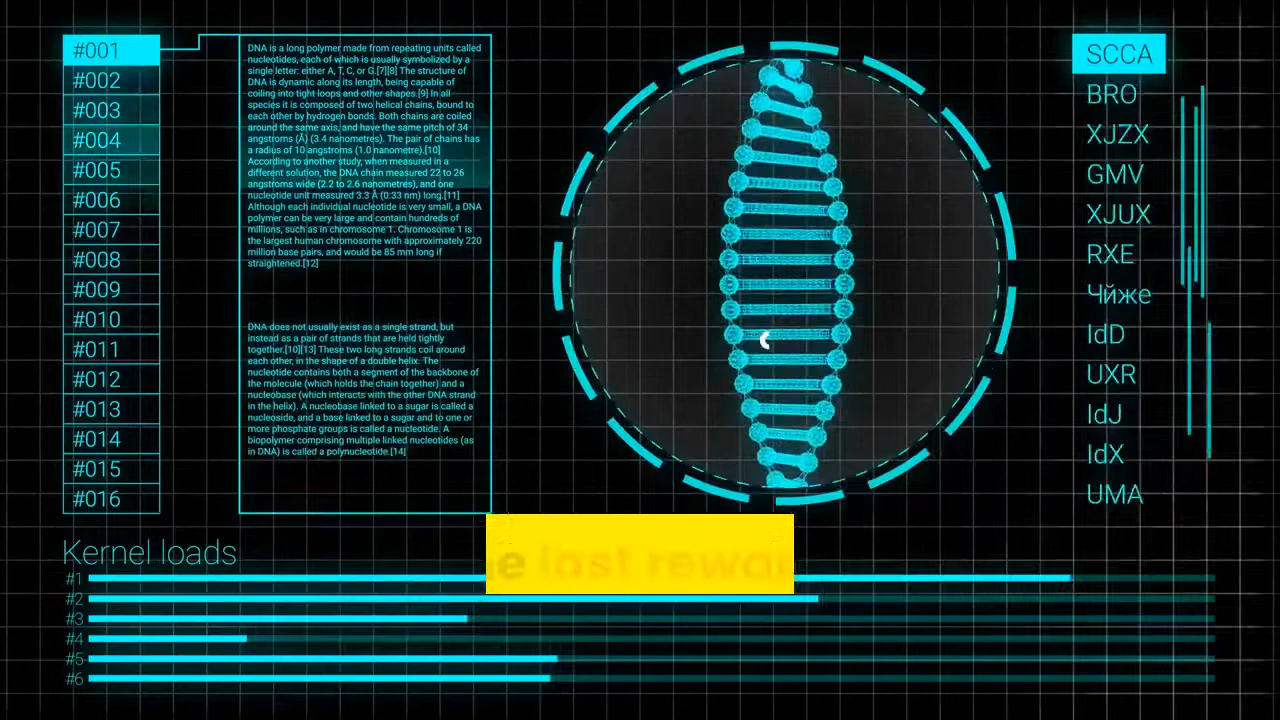 #001
#002
#003
#004
#005
#006
#007
#008
#009
#010
#011
#012
#013
#014
#015
#016
DNA is a long polymer made from repeating units called
nucleotides, each of which is usually symbolized by a
single letter: either A, T, C, or G.[7][8] The structure of
DNA is dynamic along its length, being capable of
coiling into tight loops and other shapes.[9] In all
species it is composed of two helical chains, bound to
each other by hydrogen bonds. Both chains are coiled
around the same axis, and have the same pitch of 34
angstroms (Å) (3.4 nanometres). The pair of chains has
a radius of 10 angstroms (1.0 nanometre).[10]
According to another study, when measured in a
different solution, the DNA chain measured 22 to 26
angstroms wide (2.2 to 2.6 nanometres), and one
nucleotide unit measured 3.3 Å (0.33 nm) long.[11]
Although each individual nucleotide is very small, a DNA
polymer can be very large and contain hundreds of
millions, such as in chromosome 1. Chromosome 1 is
the largest human chromosome with approximately 220
million base pairs, and would be 85 mm long if
straightened.[12]
DNA does not usually exist as a single strand, but
instead as a pair of strands that are held tightly
together.[10][13] These two long strands coil around
each other, in the shape of a double helix. The
nucleotide contains both a segment of the backbone of
the molecule (which holds the chain together) and a
nucleobase (which interacts with the other DNA strand
in the helix). A nucleobase linked to a sugar is called a
nucleoside, and a base linked to a sugar and to one or
more phosphate groups is called a nucleotide. A
biopolymer comprising multiple linked nucleotides (as
in DNA) is called a polynucleotide.[14]
SCCA
BRO
XJZX
GMV
XJUX
RXE
Чйже
IdD
UXR
IdJ
IdX
UMA
last
Kernel loads
#1
#2
#3
#4
#5
#6